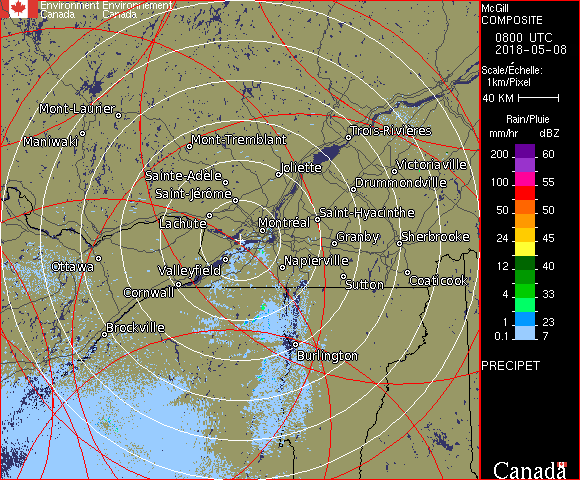 Environment Environnement
Canada Canada
McGill
COMPOSITE
0800 UTC
2018-05-08
Scale/Échelle:
1km/Pixel
40 KM
Rain/Pluie
mm/hr dBZ
200 60
100 55
50 50
24 45
12 40
4 33
1 23
0.1 7
PRECIPET
Canada
Mont-Laurier
Maniwaki
Mont-Tremblant
Trois-Rivières
Joliette
Victoriaville
Sainte-Adèle
Drummondville
Saint-Jérôme
Lachute
Saint-Hyacinthe
Montréal
Granby
Sherbrooke
Ottawa
Valleyfield
Napierville
Cornwall
Sutton
Coaticook
Brockville
Burlington